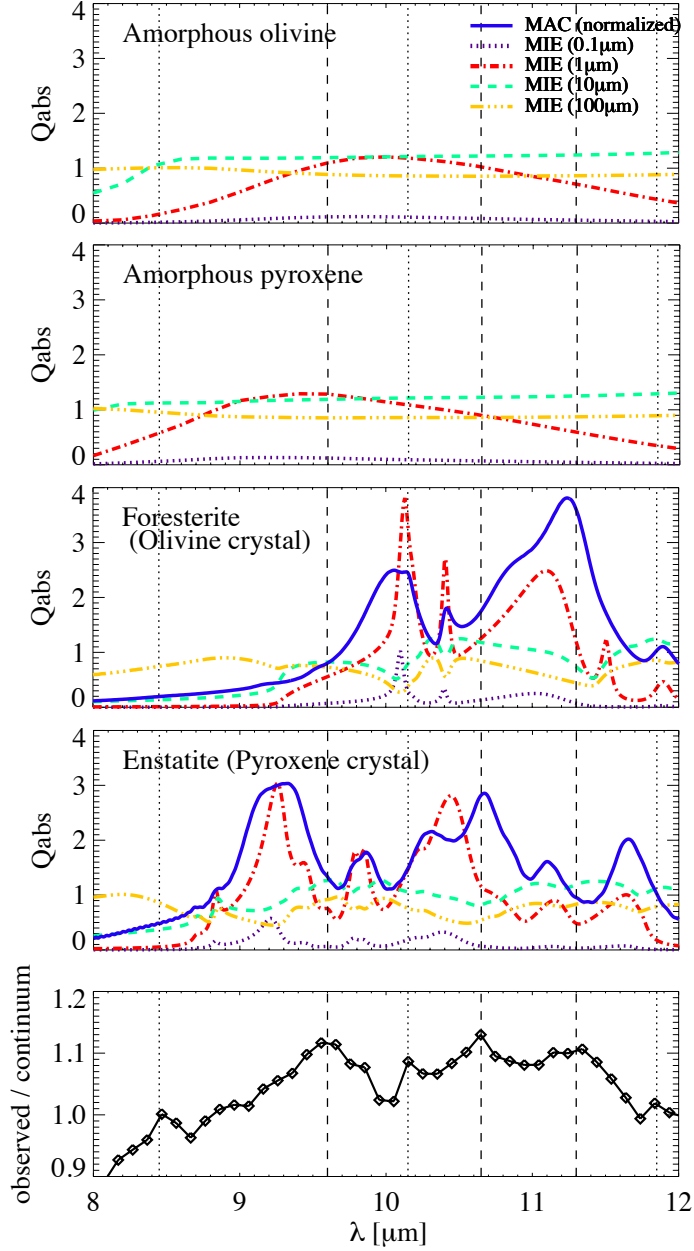 4
Amorphous olivine
MAC (normalized)
MIE (0.1μm)
MIE (1μm)
MIE (10μm)
MIE (100μm)
3
2
1
0
Qabs
4
Amorphous pyroxene
3
2
1
0
Qabs
4
Foresterite
(Olivine crystal)
3
2
1
0
Qabs
4
Enstatite (Pyroxene crystal)
3
2
1
0
Qabs
1.2
1.1
1.0
0.9
observed / continuum
8 9 10 11 12
λ [μm]